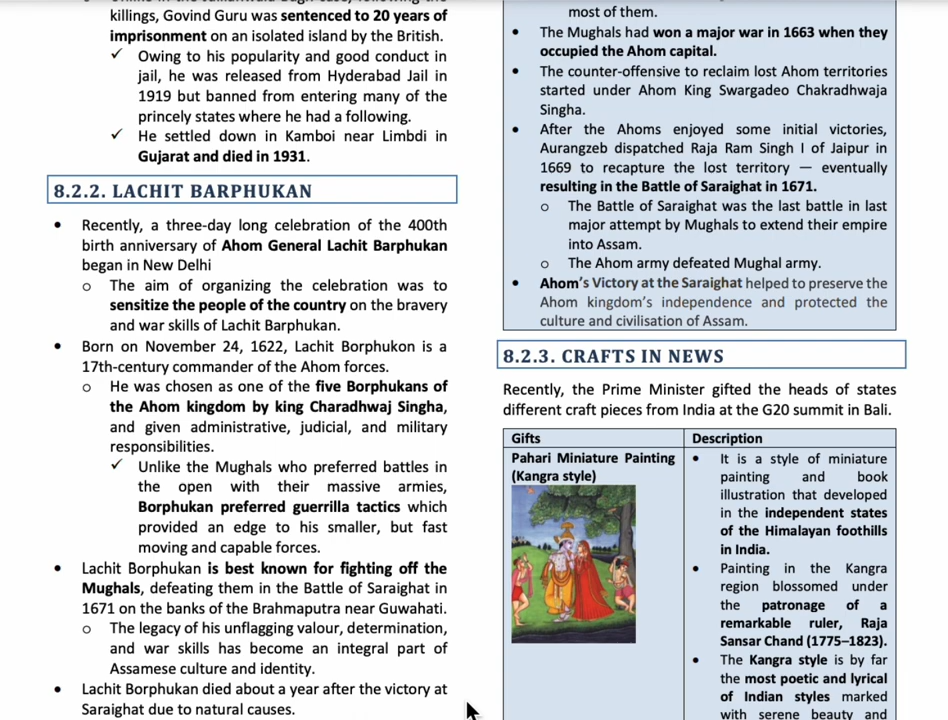 killings, Govind Guru was sentenced to 20 years of
imprisonment on an isolated island by the British.
✓ Owing to his popularity and good conduct in
jail, he was released from Hyderabad Jail in
1919 but banned from entering many of the
princely states where he had a following.
✓ He settled down in Kamboi near Limbdi in
Gujarat and died in 1931.
8.2.2. LACHIT BARPHUKAN
• Recently, a three-day long celebration of the 400th
birth anniversary of Ahom General Lachit Barphukan
began in New Delhi
o The aim of organizing the celebration was to
sensitize the people of the country on the bravery
and war skills of Lachit Barphukan.
• Born on November 24, 1622, Lachit Borphukon is a
17th-century commander of the Ahom forces.
o He was chosen as one of the five Borphukans of
the Ahom kingdom by king Charadhwaj Singha,
and given administrative, judicial, and military
responsibilities.
✓ Unlike the Mughals who preferred battles in
the open with their massive armies,
Borphukan preferred guerrilla tactics which
provided an edge to his smaller, but fast
moving and capable forces.
• Lachit Borphukan is best known for fighting off the
Mughals, defeating them in the Battle of Saraighat in
1671 on the banks of the Brahmaputra near Guwahati.
o The legacy of his unflagging valour, determination,
and war skills has become an integral part of
Assamese culture and identity.
• Lachit Borphukan died about a year after the victory at
Saraighat due to natural causes.
most of them.
• The Mughals had won a major war in 1663 when they
occupied the Ahom capital.
• The counter-offensive to reclaim lost Ahom territories
started under Ahom King Swargadeo Chakradhwaja
Singha.
• After the Ahoms enjoyed some initial victories,
Aurangzeb dispatched Raja Ram Singh I of Jaipur in
1669 to recapture the lost territory — eventually
resulting in the Battle of Saraighat in 1671.
o The Battle of Saraighat was the last battle in last
major attempt by Mughals to extend their empire
into Assam.
o The Ahom army defeated Mughal army.
• Ahom's Victory at the Saraighat helped to preserve the
Ahom kingdom's independence and protected the
culture and civilisation of Assam.
8.2.3. CRAFTS IN NEWS
Recently, the Prime Minister gifted the heads of states
different craft pieces from India at the G20 summit in Bali.
Gifts
Description
Pahari Miniature Painting
(Kangra style)
• It is a style of miniature
painting and book
illustration that developed
in the independent states
of the Himalayan foothills
in India.
• Painting in the Kangra
region blossomed under
the patronage of a
remarkable ruler, Raja
Sansar Chand (1775–1823).
• The Kangra style is by far
the most poetic and lyrical
of Indian styles marked
with serene beauty and